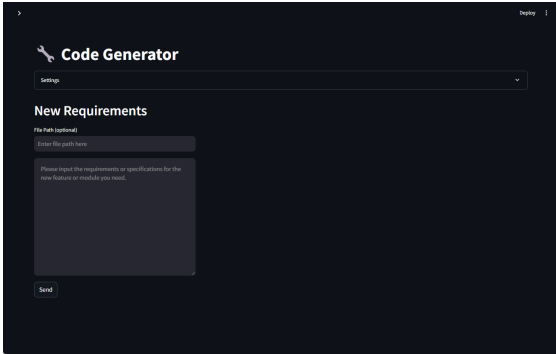 Deploy
Code Generator
Settings
New Requirements
File Path (optional)
Enter file path here
Please input the requirements or specifications for the
new feature or module you need.
Send